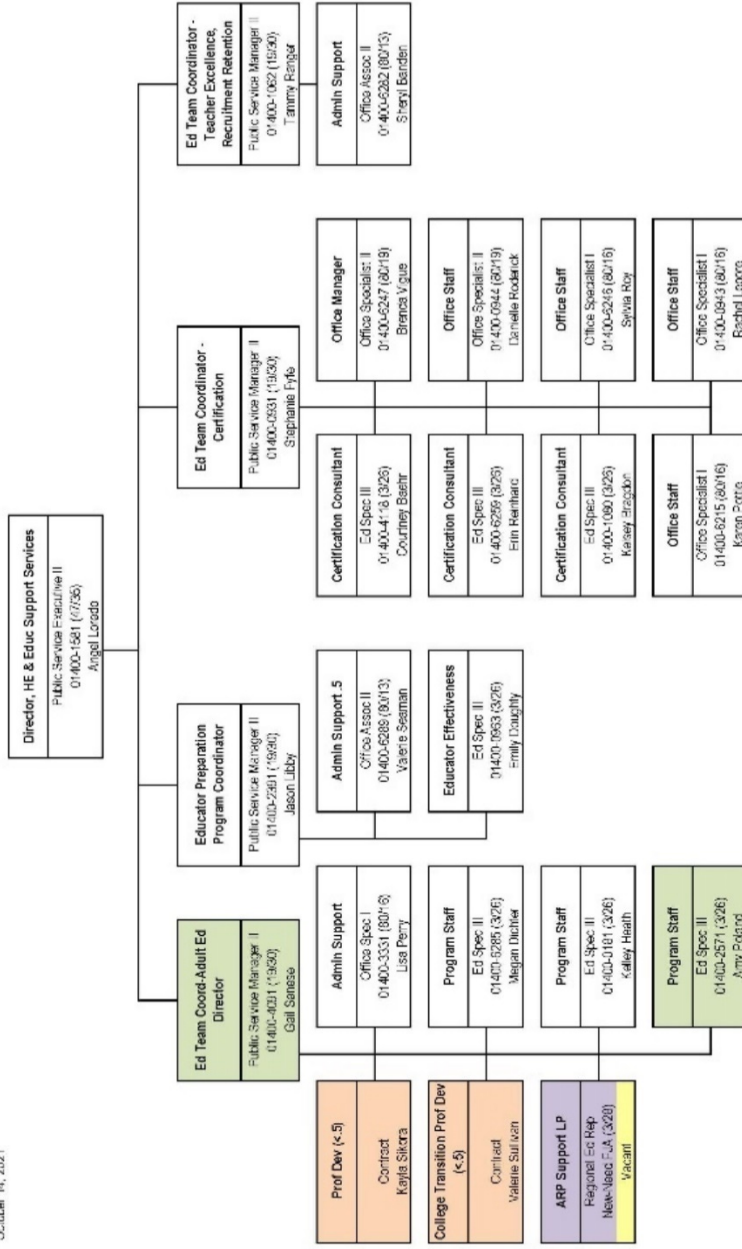 Director, HE & Educ Support Services
Public Service Executive II
01400-1581 (47/35)
Angel Loredo
Ed Team Coord-Adult Ed
Director
Public Service Manager II
01400-4091 (19/30)
Gail Senese
Prof Dev (<.5)
Contract
Kayla Sikora
Admin Support
Office Spec I
01400-3331 (80/16)
Lisa Perry
College Transition Prof Dev
(<.5)
Contract
Valerie Sullivan
Program Staff
Ed Spec III
01400-6285 (3/26)
Megan Dichter
ARP Support LP
Regional Ed Rep
New-Need FJA (3/28)
Vacant
Program Staff
Ed Spec III
01400-0181 (3/26)
Kelley Heath
Program Staff
Ed Spec III
01400-2571 (3/26)
Amy Poland
Educator Preparation
Program Coordinator
Public Service Manager II
01400-2391 (19/30)
Jason Libby
Admin Support .5
Office Assoc II
01400-6289 (80/13)
Valerie Seaman
Educator Effectiveness
Ed Spec III
01400-0963 (3/26)
Emily Doughty
Ed Team Coordinator -
Certification
Public Service Manager II
01400-0931 (19/30)
Stephanie Fyfe
Certification Consultant
Ed Spec III
01400-4118 (3/26)
Courtney Baehr
Office Manager
Office Specialist II
01400-6247 (80/19)
Brenda Vigue
Certification Consultant
Ed Spec III
01400-6259 (3/26)
Erin Reinhard
Office Staff
Office Specialist II
01400-0944 (80/19)
Danielle Roderick
Certification Consultant
Ed Spec III
01400-1080 (3/26)
Kelsey Bragdon
Office Staff
Office Specialist I
01400-6246 (80/16)
Sylvia Roy
Office Staff
Office Specialist I
01400-6215 (80/16)
Karen
Office Staff
Office Specialist I
01400-0943 (80/16)
Rachel
Ed Team Coordinator -
Teacher Excellence,
Recruitment Retention
Public Service Manager II
01400-1062 (19/30)
Tammy Ranger
Admin Support
Office Assoc II
01400-6282 (80/13)
Sheryl Banden